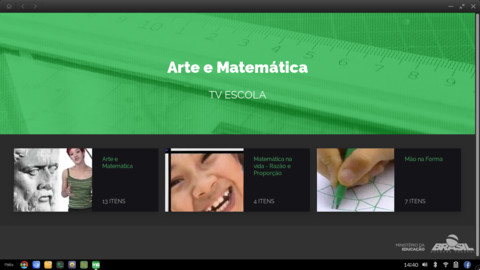 Arte e Matemática
TV ESCOLA
Arte e
Matemática
13 ITENS
Matemática na
vida - Razão e
Proporção
4 ITENS
Mão na Forma
7 ITENS
MINISTÉRIO DA
EDUCAÇÃO
BRASIL
14:40